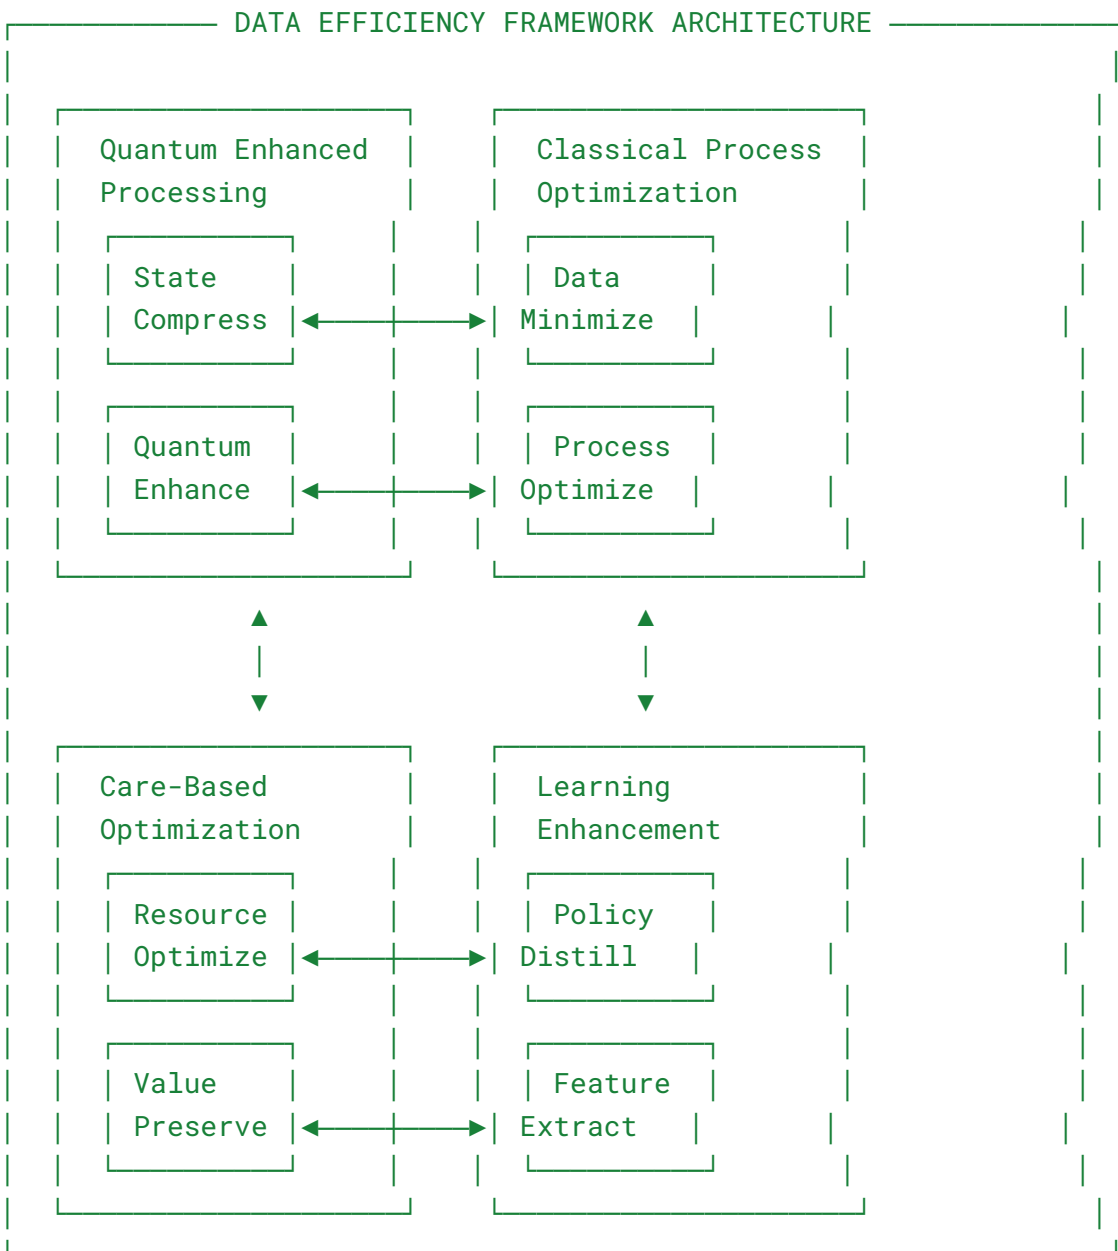 DATA EFFICIENCY FRAMEWORK ARCHITECTURE
Quantum Enhanced
Processing
Classical Process
Optimization
State
Compress
Data
Minimize
Quantum
Enhance
Process
Optimize
Care-Based
Optimization
Learning
Enhancement
Resource
Optimize
Policy
Distill
Value
Preserve
Feature
Extract